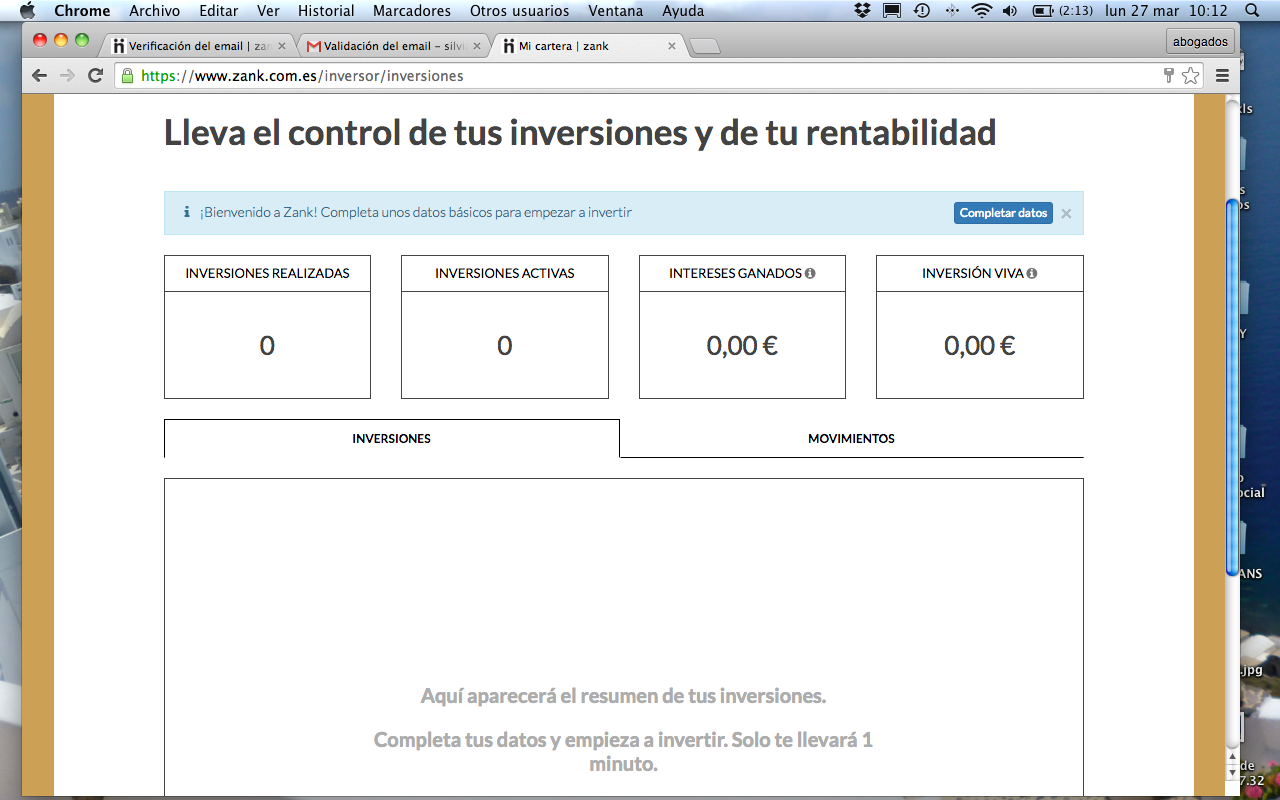 Chrome Archivo Editar Ver Historial Marcadores Otros usuarios Ventana Ayuda (2:13) lun 27 mar 10:12
Verificación del email | zan Validación del email – silvi Mi cartera | zank abogados
https://www.zank.com.es/inversor/inversiones
Lleva el control de tus inversiones y de tu rentabilidad
¡Bienvenido a Zank! Completa unos datos básicos para empezar a invertir Completar datos
INVERSIONES REALIZADAS INVERSIONES ACTIVAS INTERESES GANADOS INVERSIÓN VIVA
0 0 0,00 € 0,00 €
INVERSIONES MOVIMIENTOS
Aquí aparecerá el resumen de tus inversiones.
Completa tus datos y empieza a invertir. Solo te llevará 1
minuto.
ANS
.jpg
de
7.32